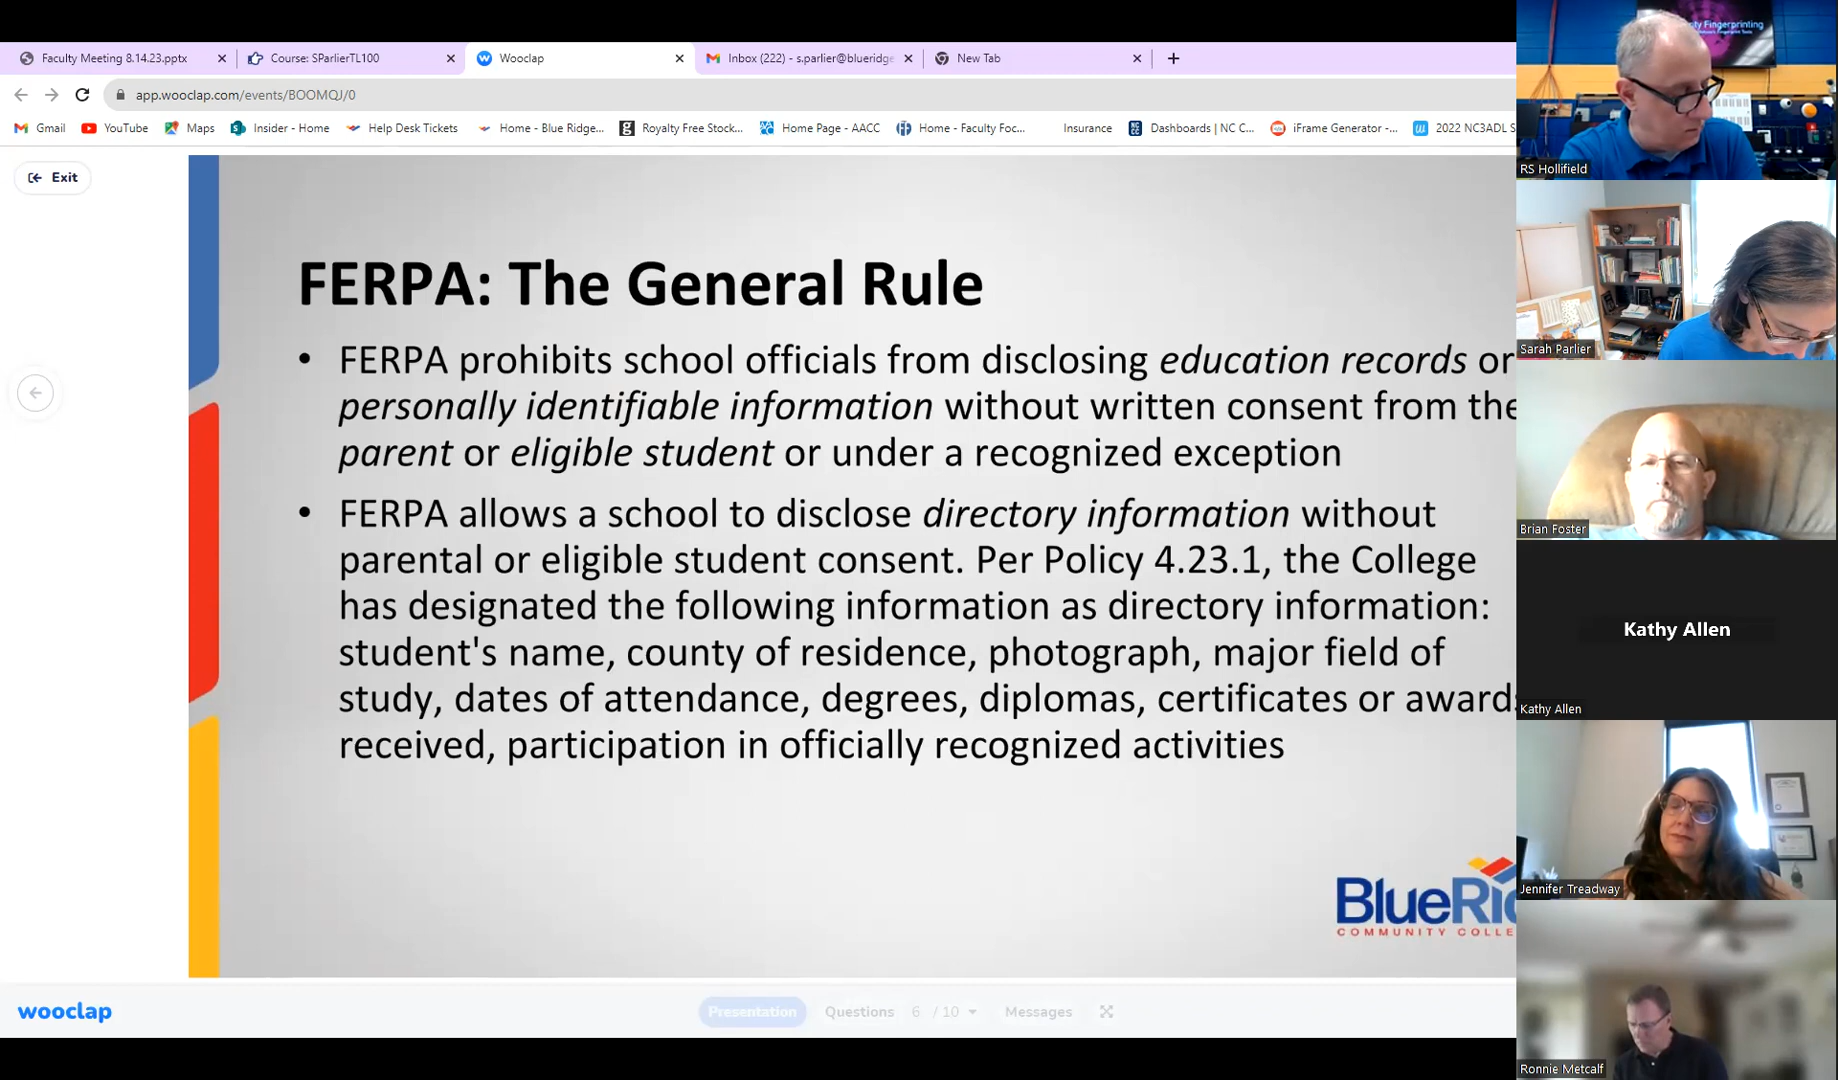 Faculty Meeting 8.14.23.pptx
Course: SParlierTL100
Wooclap
Inbox (222) - s.parlier@blueridge
New Tab
app.wooclap.com/events/BOOMQJ/0
Gmail
YouTube
Maps
Insider - Home
Help Desk Tickets
Home - Blue Ridge...
Royalty Free Stock...
Home Page - AACC
Home - Faculty Foc...
Insurance
Dashboards | NC C...
iFrame Generator -...
2022 NC3ADL S
Exit
FERPA: The General Rule
• FERPA prohibits school officials from disclosing education records or
personally identifiable information without written consent from the
parent or eligible student or under a recognized exception
• FERPA allows a school to disclose directory information without
parental or eligible student consent. Per Policy 4.23.1, the College
has designated the following information as directory information:
student's name, county of residence, photograph, major field of
study, dates of attendance, degrees, diplomas, certificates or awards
received, participation in officially recognized activities
BlueRid
COMMUNITY COLLE
wooclap
Presentation
Questions 6 / 10
Messages
Fingerprinting
RS Hollifield
Sarah Parlier
Brian Foster
Kathy Allen
Kathy Allen
Jennifer Treadway
Ronnie Metcalf